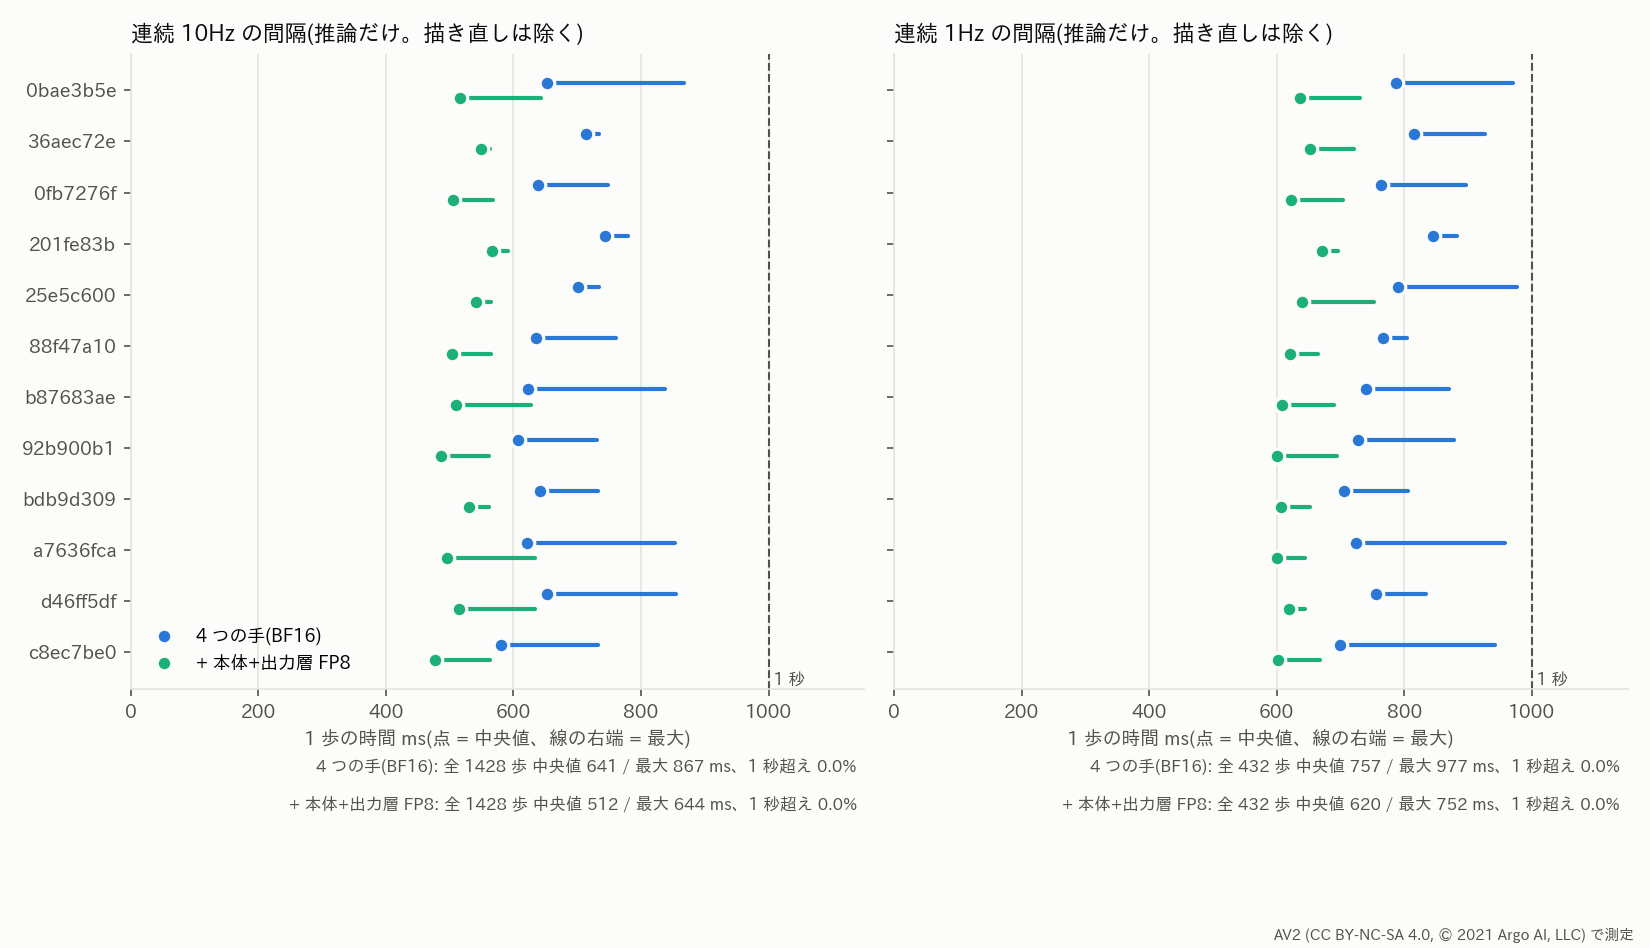 連続 10Hz の間隔(推論だけ。描き直しは除く)
連続 1Hz の間隔(推論だけ。描き直しは除く)
0bae3b5e
36aec72e
0fb7276f
201fe83b
25e5c600
88f47a10
b87683ae
92b900b1
bdb9d309
a7636fca
d46ff5df
c8ec7be0
4 つの手(BF16)
+ 本体+出力層 FP8
1 秒
1 秒
0 200 400 600 800 1000
0 200 400 600 800 1000
1 歩の時間 ms(点 = 中央値、線の右端 = 最大)
1 歩の時間 ms(点 = 中央値、線の右端 = 最大)
4 つの手(BF16): 全 1428 歩 中央値 641 / 最大 867 ms、1 秒超え 0.0%
4 つの手(BF16): 全 432 歩 中央値 757 / 最大 977 ms、1 秒超え 0.0%
+ 本体+出力層 FP8: 全 1428 歩 中央値 512 / 最大 644 ms、1 秒超え 0.0%
+ 本体+出力層 FP8: 全 432 歩 中央値 620 / 最大 752 ms、1 秒超え 0.0%
AV2 (CC BY-NC-SA 4.0, © 2021 Argo AI, LLC) で測定